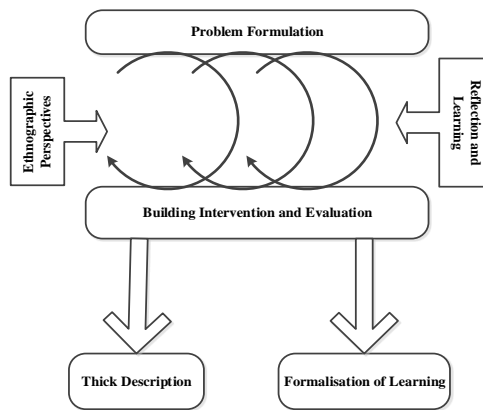 Problem Formulation
Ethnographic
Perspectives
Reflection and
Learning
Building Intervention and Evaluation
Thick Description
Formalisation of Learning